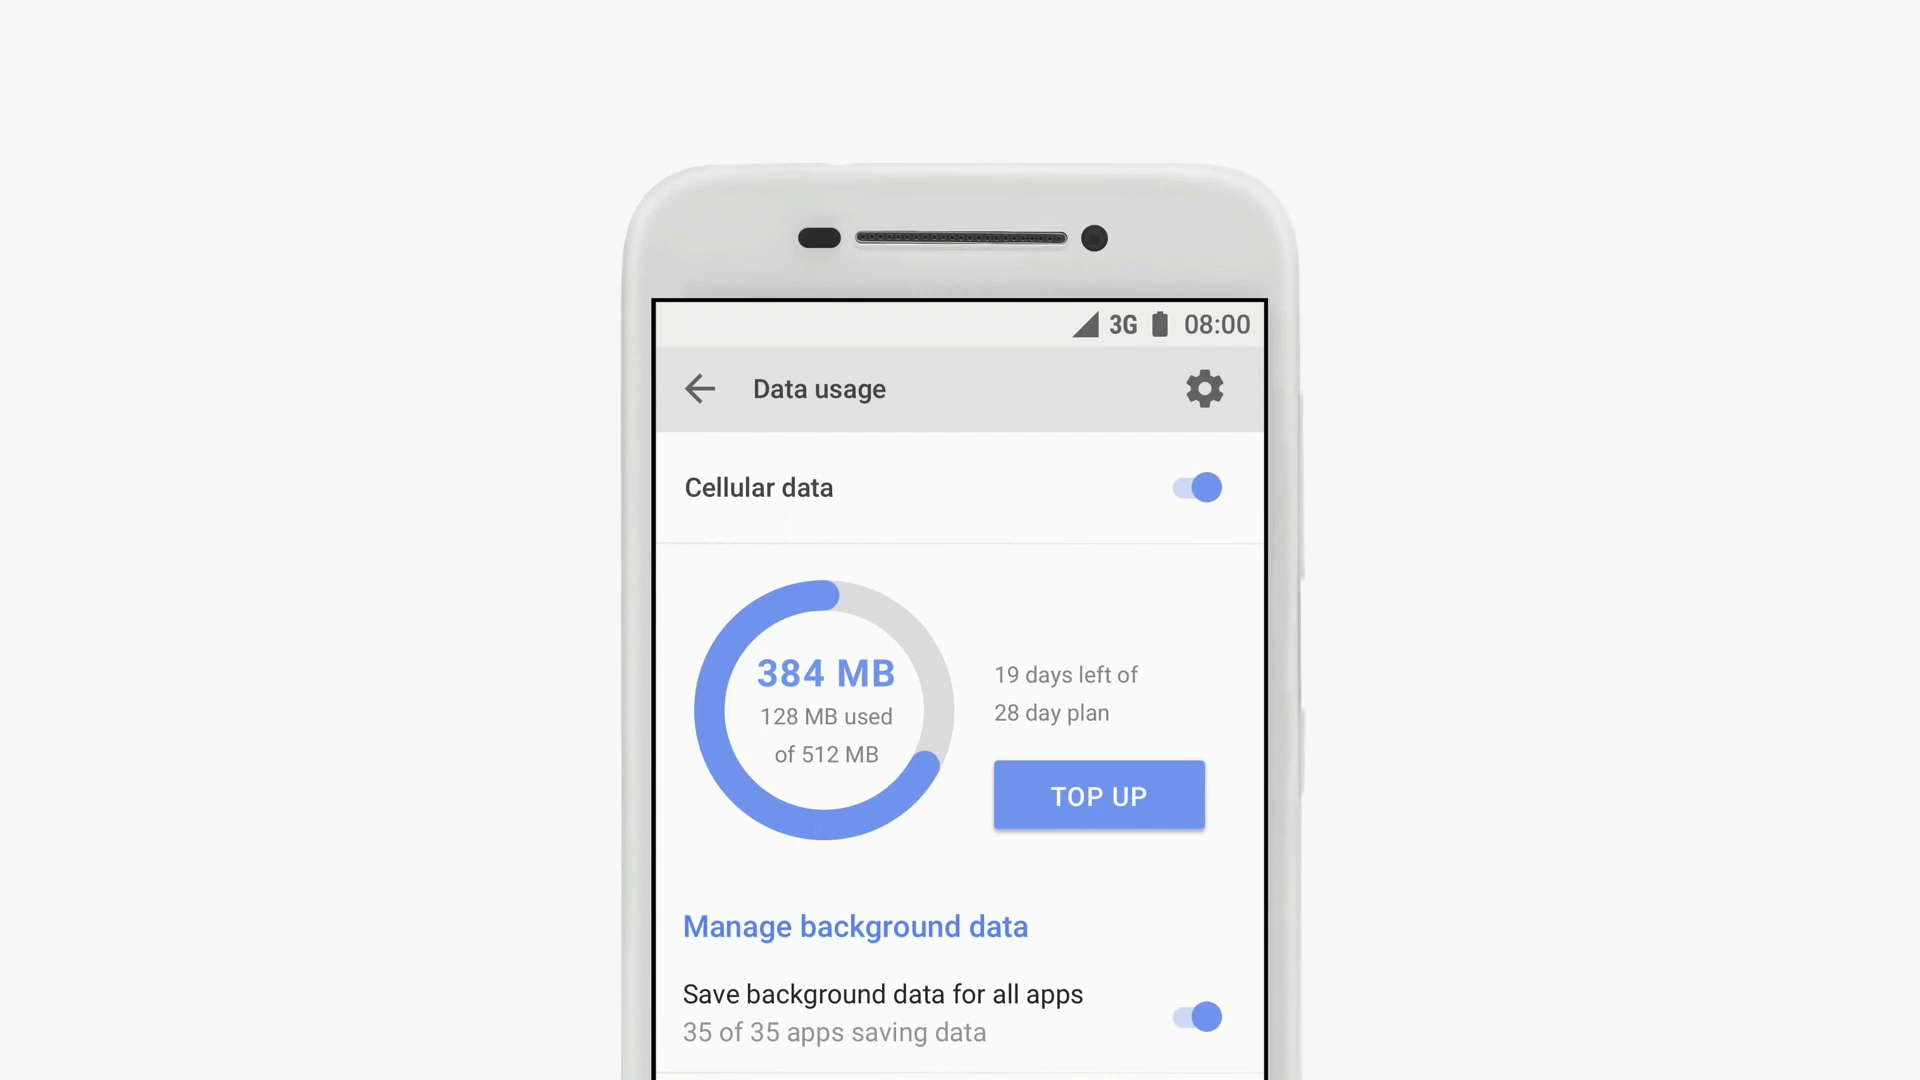 3G 08:00
Data usage
Cellular data
384 MB
128 MB used
of 512 MB
19 days left of
28 day plan
TOP UP
Manage background data
Save background data for all apps
35 of 35 apps saving data